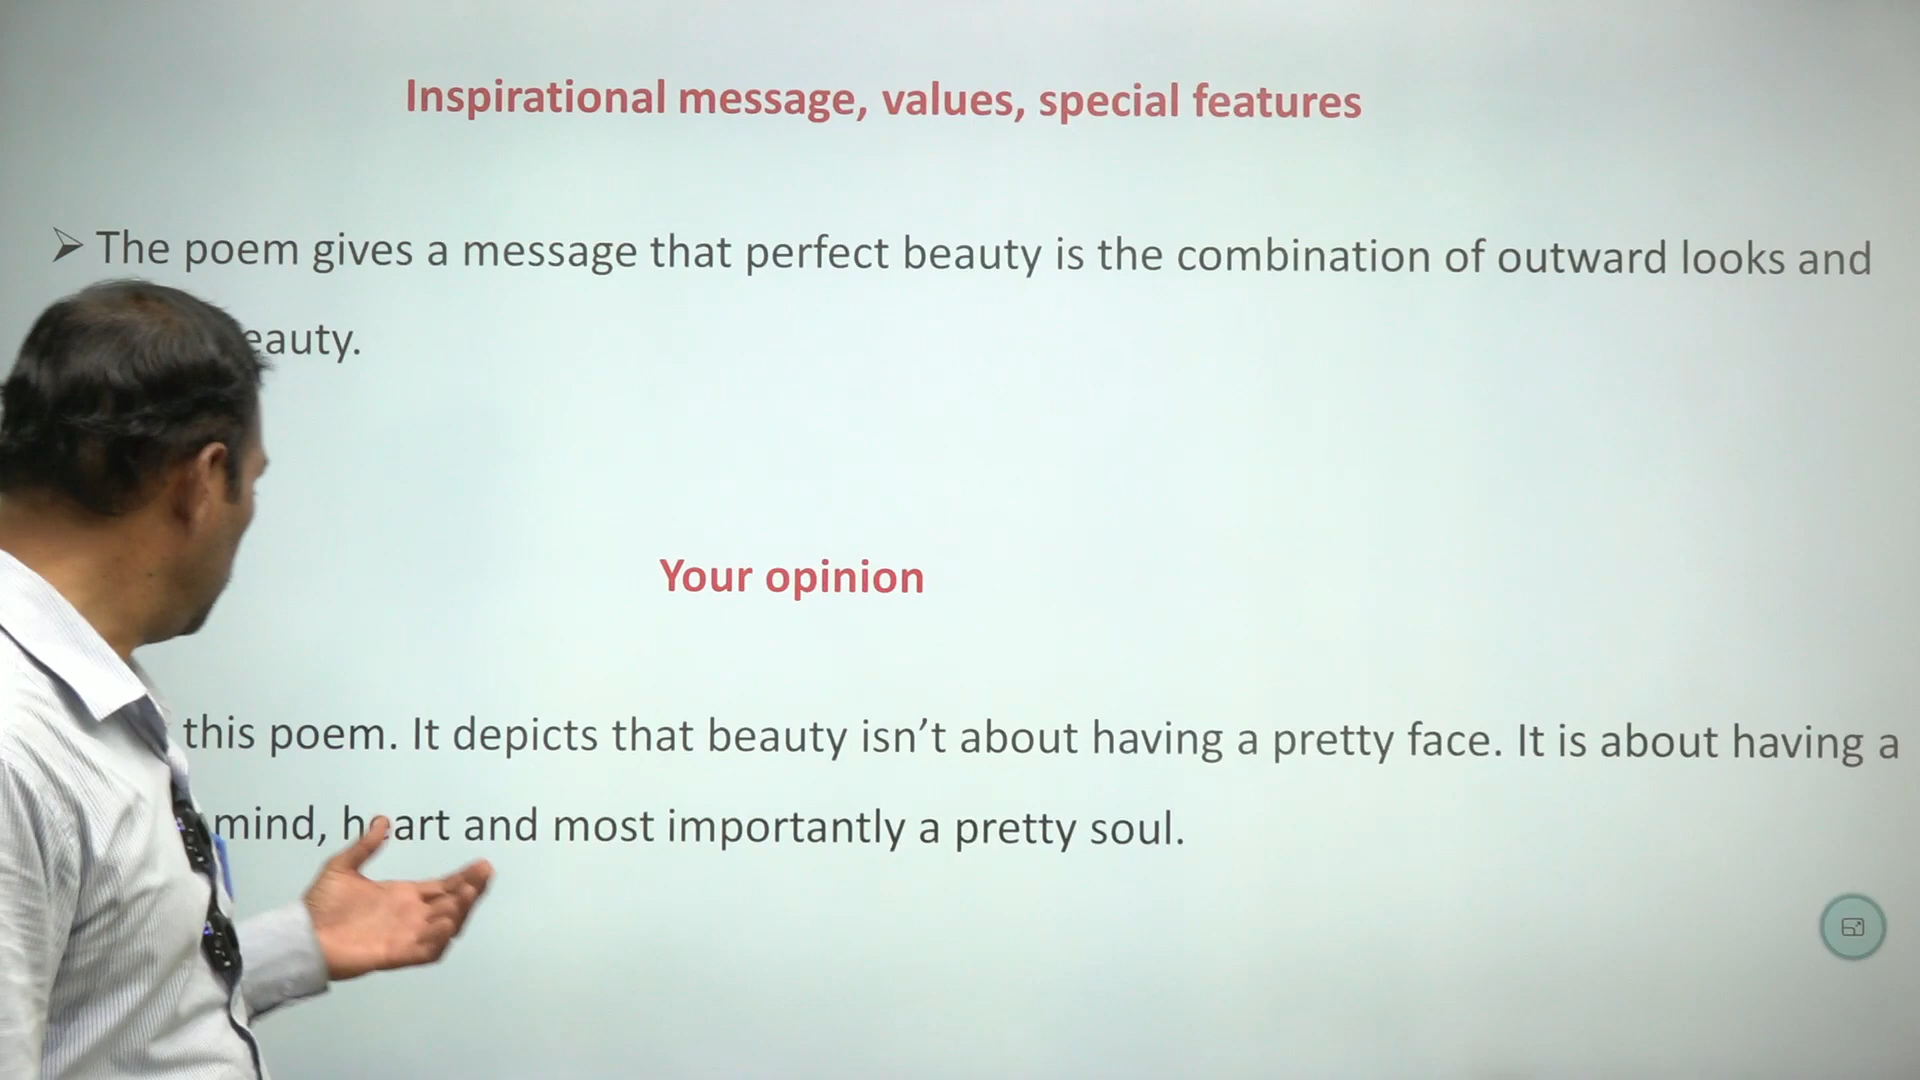 Inspirational message, values, special features
➢ The poem gives a message that perfect beauty is the combination of outward looks and
Your opinion
this poem. It depicts that beauty isn't about having a pretty face. It is about having a
mind, heart and most importantly a pretty soul.